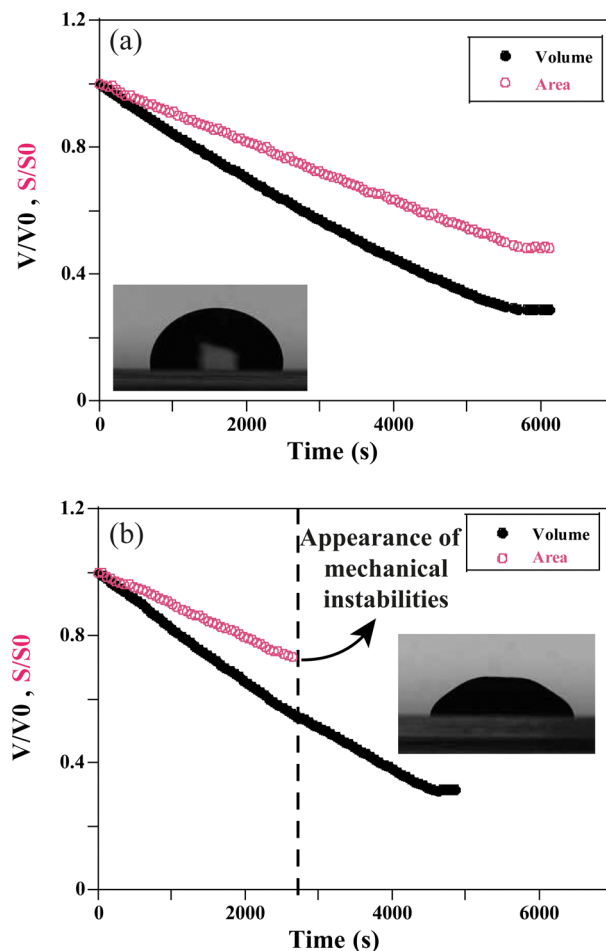 (a)
1.2
0.8
0.4
0
V/V0 , S/S0
Volume
Area
0
2000
4000
6000
Time (s)
(b)
1.2
0.8
0.4
0
V/V0 , S/S0
Volume
Area
Appearance of
mechanical
instabilities
0
2000
4000
6000
Time (s)